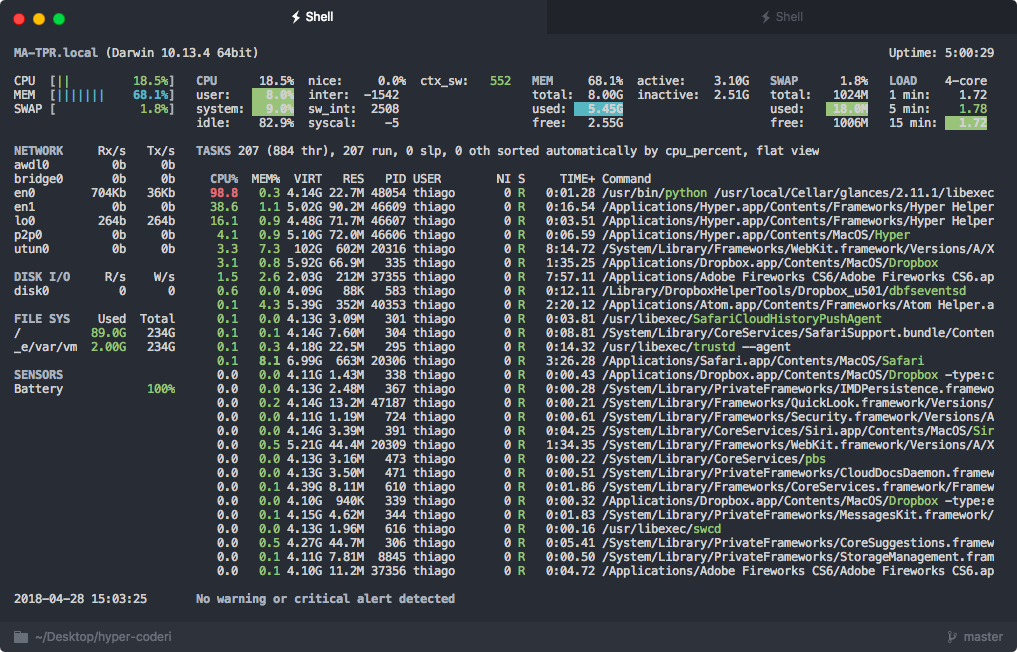 Shell Shell
MA-TPR.local (Darwin 10.13.4 64bit) Uptime: 5:00:29
CPU [|| 18.5%] CPU 18.5% nice: 0.0% ctx_sw: 552 MEM 68.1% active: 3.10G SWAP 1.8% LOAD 4-core
MEM [||||||| 68.1%] user: 8.0% inter: -1542 total: 8.00G inactive: 2.51G total: 1024M 1 min: 1.72
SWAP [ 1.8%] system: 9.0% sw_int: 2508 used: 5.45G used: 18.0M 5 min: 1.78
idle: 82.9% syscal: -5 free: 2.55G free: 1006M 15 min: 1.72
NETWORK Rx/s Tx/s TASKS 207 (884 thr), 207 run, 0 slp, 0 oth sorted automatically by cpu_percent, flat view
awdl0 0b 0b
bridge0 0b 0b CPU% MEM% VIRT RES PID USER NI S TIME+ Command
en0 704Kb 36Kb 98.8 0.3 4.14G 22.7M 48054 thiago 0 R 0:01.28 /usr/bin/python /usr/local/Cellar/glances/2.11.1/libexec
en1 0b 0b 38.6 1.1 5.02G 90.2M 46609 thiago 0 R 0:16.54 /Applications/Hyper.app/Contents/Frameworks/Hyper Helper
lo0 264b 264b 16.1 0.9 4.48G 71.7M 46607 thiago 0 R 0:03.51 /Applications/Hyper.app/Contents/Frameworks/Hyper Helper
p2p0 0b 0b 4.1 0.9 5.10G 72.0M 46606 thiago 0 R 0:06.59 /Applications/Hyper.app/Contents/MacOS/Hyper
utun0 0b 0b 3.3 7.3 102G 602M 20316 thiago 0 R 8:14.72 /System/Library/Frameworks/WebKit.framework/Versions/A/X
3.1 0.8 5.92G 66.9M 335 thiago 0 R 1:35.25 /Applications/Dropbox.app/Contents/MacOS/Dropbox
DISK I/O R/s W/s 1.5 2.6 2.03G 212M 37355 thiago 0 R 7:57.11 /Applications/Adobe Fireworks CS6/Adobe Fireworks CS6.ap
disk0 0 0 0.6 0.0 4.09G 88K 583 thiago 0 R 0:12.11 /Library/DropboxHelperTools/Dropbox_u501/dbfseventsd
0.1 4.3 5.39G 352M 40353 thiago 0 R 2:20.12 /Applications/Atom.app/Contents/Frameworks/Atom Helper.a
FILE SYS Used Total 0.1 0.0 4.13G 3.09M 301 thiago 0 R 0:03.81 /usr/libexec/SafariCloudHistoryPushAgent
/ 89.0G 234G 0.1 0.1 4.14G 7.60M 304 thiago 0 R 0:08.81 /System/Library/CoreServices/SafariSupport.bundle/Conten
_e/var/vm 2.00G 234G 0.1 0.3 4.18G 22.5M 295 thiago 0 R 0:14.32 /usr/libexec/trustd --agent
0.1 8.1 6.99G 663M 20306 thiago 0 R 3:26.28 /Applications/Safari.app/Contents/MacOS/Safari
SENSORS 0.0 0.0 4.11G 1.43M 338 thiago 0 R 0:00.43 /Applications/Dropbox.app/Contents/MacOS/Dropbox -type:c
Battery 100% 0.0 0.0 4.13G 2.48M 367 thiago 0 R 0:00.28 /System/Library/PrivateFrameworks/IMDPersistence.framewo
0.0 0.2 4.14G 13.2M 47187 thiago 0 R 0:00.21 /System/Library/Frameworks/QuickLook.framework/Versions/
0.0 0.0 4.11G 1.19M 724 thiago 0 R 0:00.61 /System/Library/Frameworks/Security.framework/Versions/A
0.0 0.0 4.14G 3.39M 391 thiago 0 R 0:04.25 /System/Library/CoreServices/Siri.app/Contents/MacOS/Sir
0.0 0.5 5.21G 44.4M 20309 thiago 0 R 1:34.35 /System/Library/Frameworks/WebKit.framework/Versions/A/X
0.0 0.0 4.13G 3.16M 473 thiago 0 R 0:00.22 /System/Library/CoreServices/pbs
0.0 0.0 4.13G 3.50M 471 thiago 0 R 0:00.51 /System/Library/PrivateFrameworks/CloudDocsDaemon.framew
0.0 0.1 4.39G 8.11M 610 thiago 0 R 0:01.86 /System/Library/Frameworks/CoreServices.framework/Framew
0.0 0.0 4.10G 940K 339 thiago 0 R 0:00.32 /Applications/Dropbox.app/Contents/MacOS/Dropbox -type:e
0.0 0.1 4.15G 4.62M 344 thiago 0 R 0:01.83 /System/Library/PrivateFrameworks/MessagesKit.framework/
0.0 0.0 4.13G 1.96M 616 thiago 0 R 0:00.16 /usr/libexec/swcd
0.0 0.5 4.27G 44.7M 306 thiago 0 R 0:05.41 /System/Library/PrivateFrameworks/CoreSuggestions.framew
0.0 0.1 4.11G 7.81M 8845 thiago 0 R 0:00.50 /System/Library/PrivateFrameworks/StorageManagement.fram
0.0 0.1 4.10G 11.2M 37356 thiago 0 R 0:04.72 /Applications/Adobe Fireworks CS6/Adobe Fireworks CS6.ap
2018-04-28 15:03:25 No warning or critical alert detected
~/Desktop/hyper-coderi master